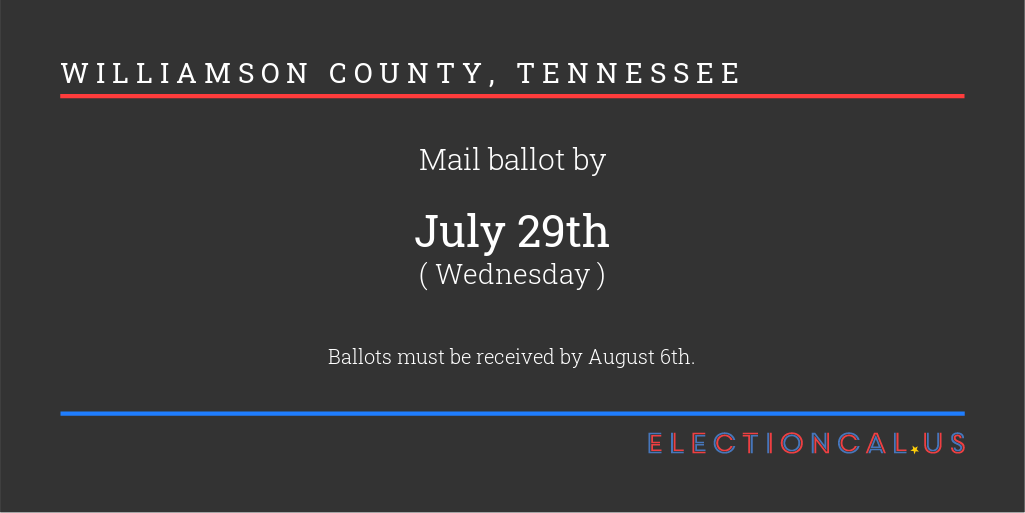 WILLIAMSON COUNTY, TENNESSEE
Mail ballot by
July 29th
( Wednesday )
Ballots must be received by August 6th.
ELECTIONCAL.US